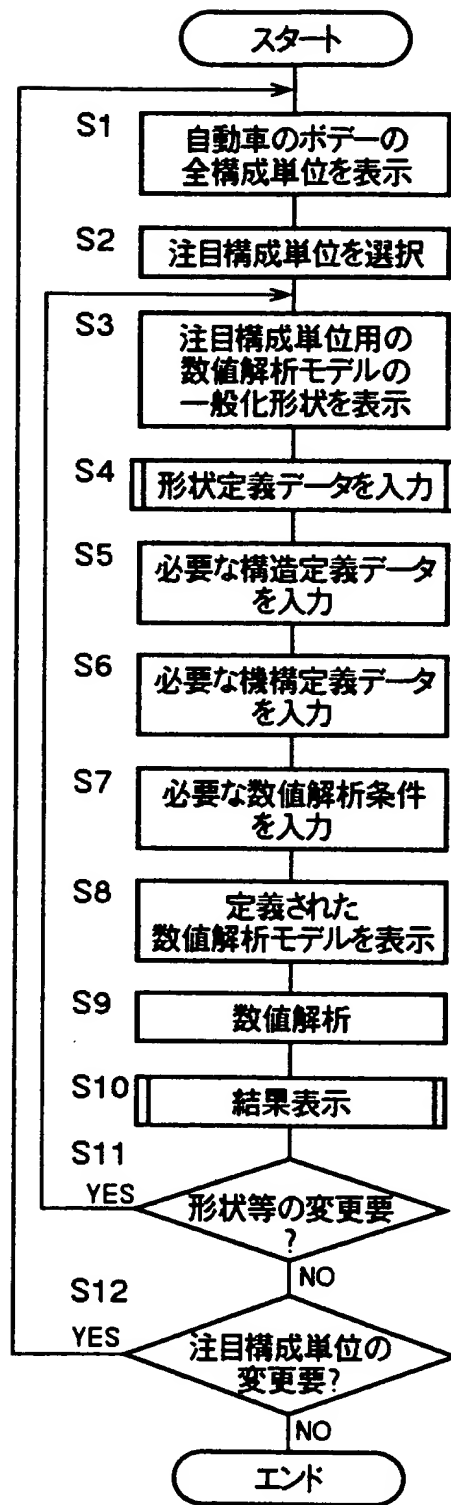 スタート
S1
自動車のボデーの
全構成単位を表示
S2
注目構成単位を選択
S3
注目構成単位用の
数値解析モデルの
一般化形状を表示
S4
形状定義データを入力
S5
必要な構造定義データ
を入力
S6
必要な機構定義データ
を入力
S7
必要な数値解析条件
を入力
S8
定義された
数値解析モデルを表示
S9
数値解析
S10
結果表示
S11
YES
形状等の変更要
?
NO
S12
YES
注目構成単位の
変更要?
NO
エンド